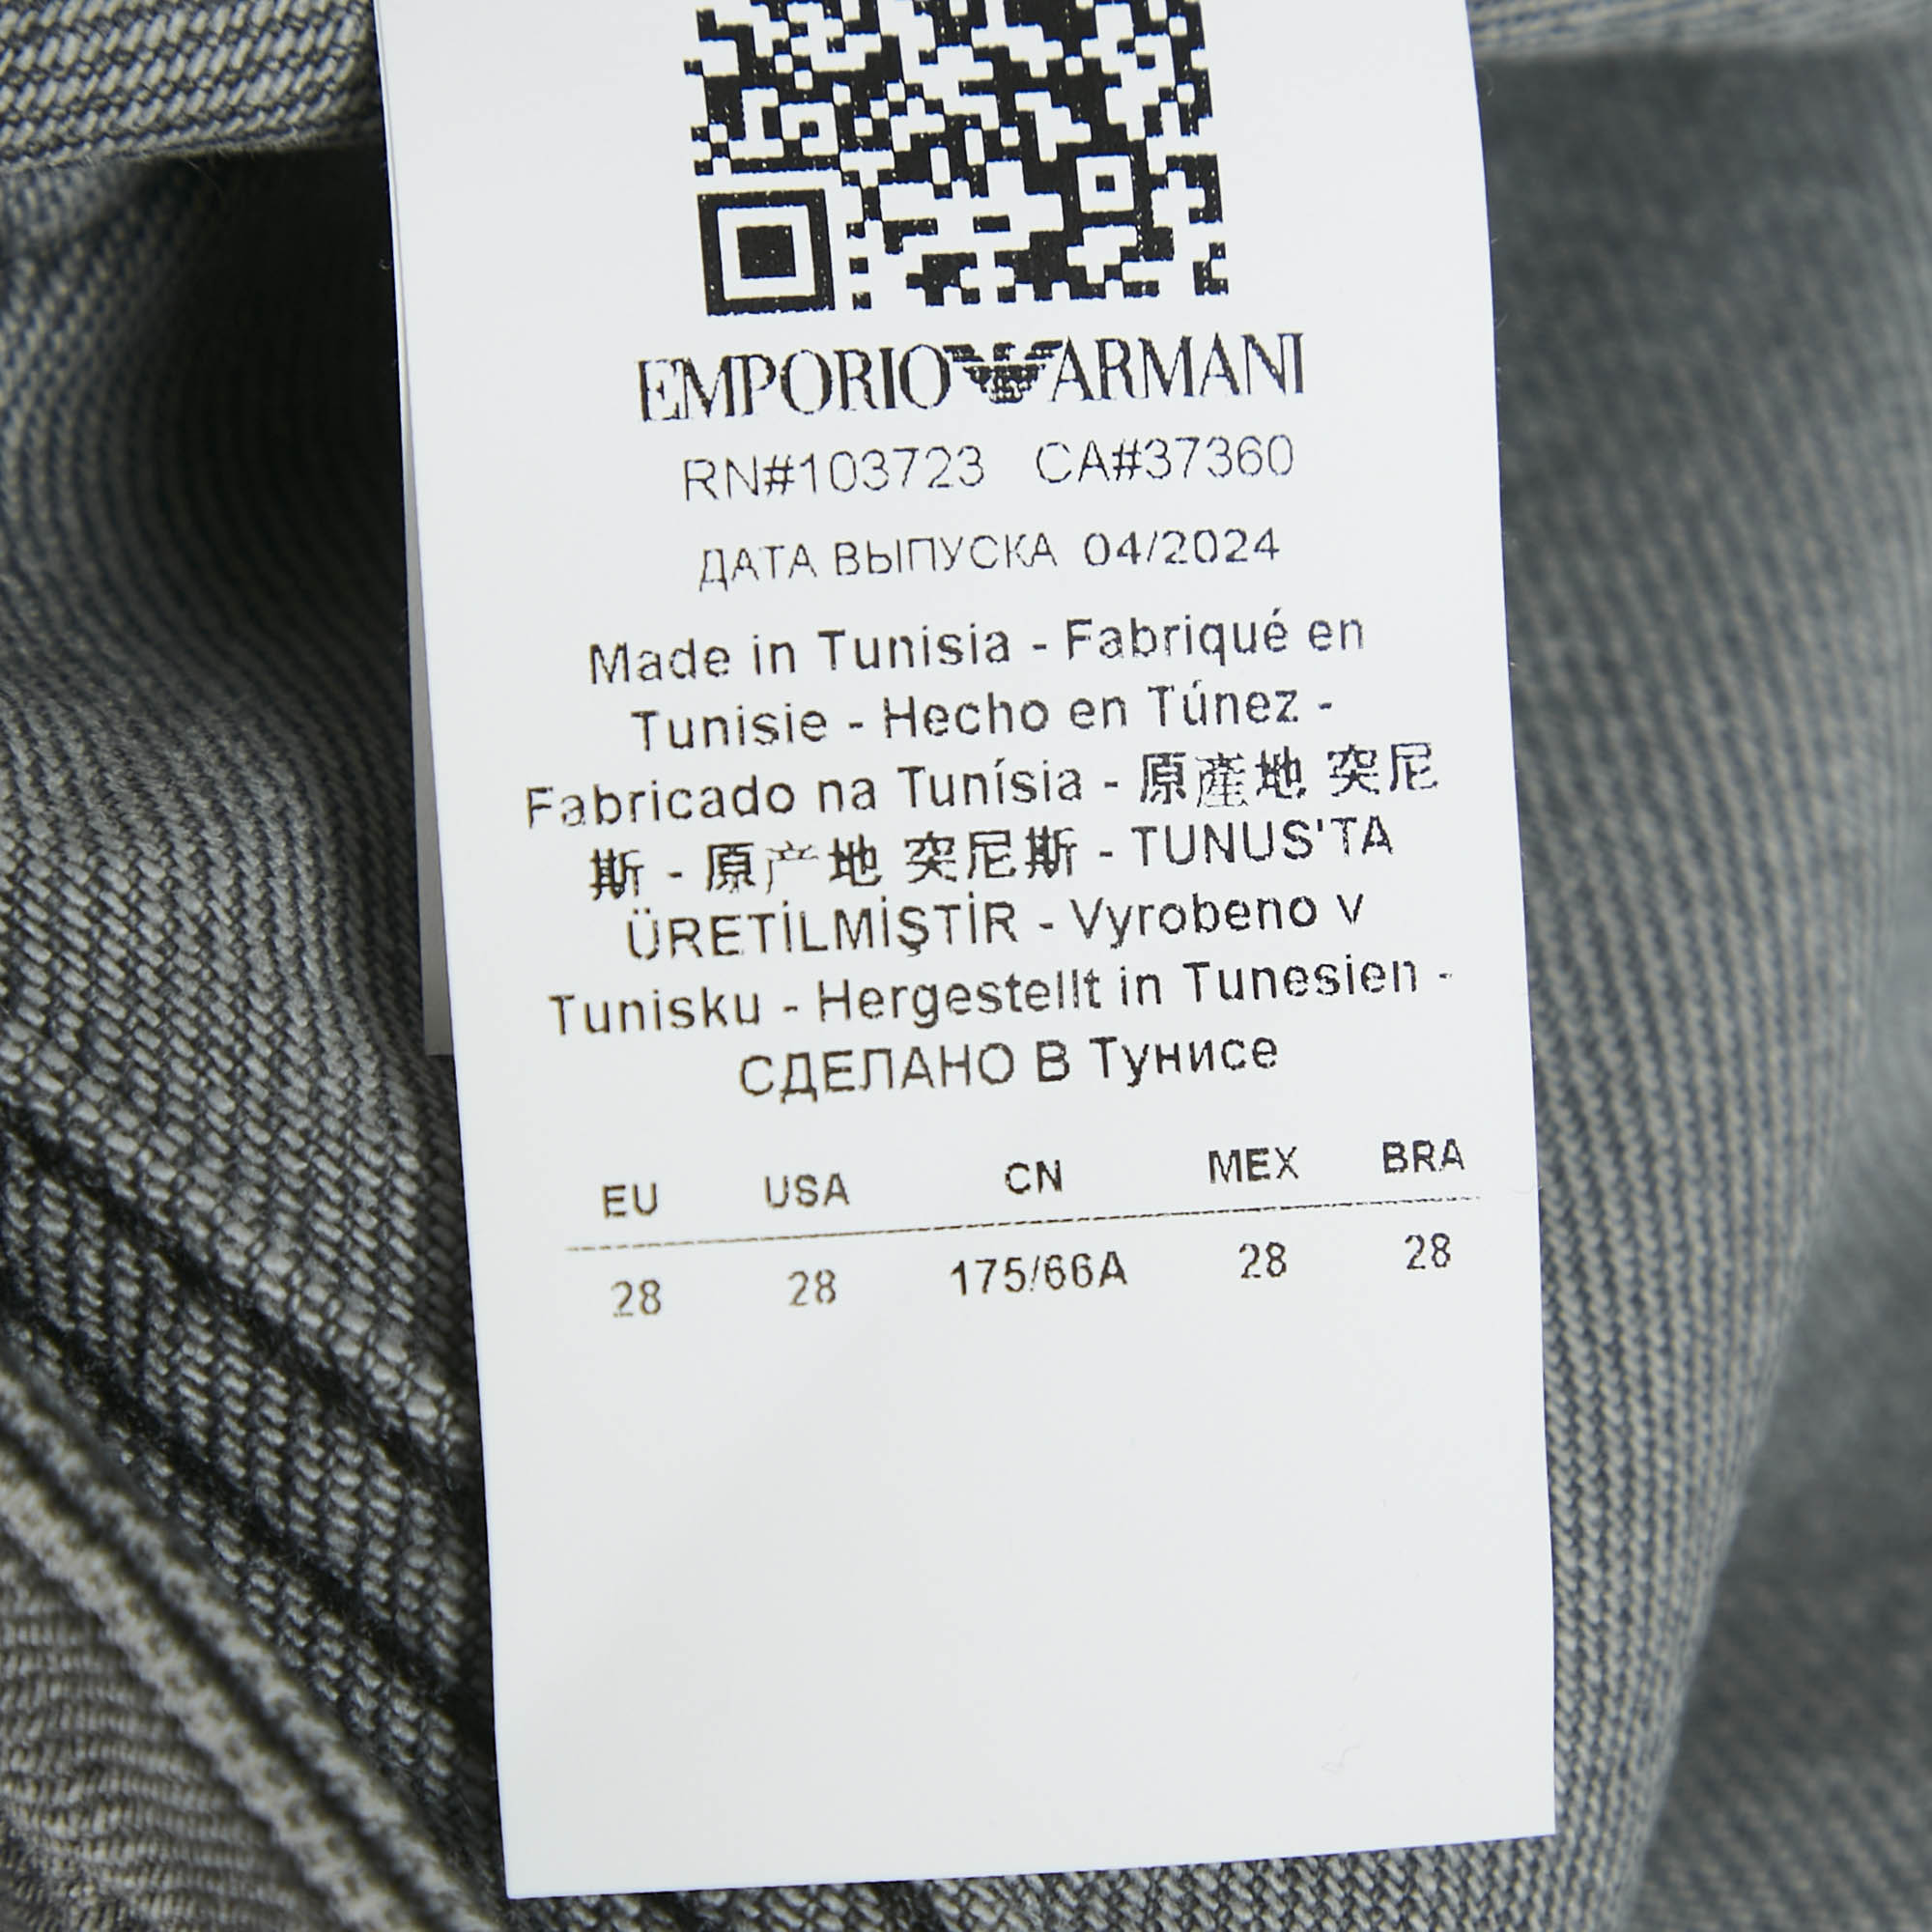 EMPORIO ARMANI
RN#103723 CA#37360
ДАТА ВЫПУСКА 04/2024
Made in Tunisia - Fabriqué en
Tunisie - Hecho en Túnez -
Fabricado na Tunísia - 原產地 突尼
斯 - 原产地 突尼斯 - TUNUS'TA
ÜRETİLMİŞTİR - Vyrobeno v
Tunisku - Hergestellt in Tunesien -
СДЕЛАНО В Тунисе
EU USA CN MEX BRA
28 28 175/66A 28 28